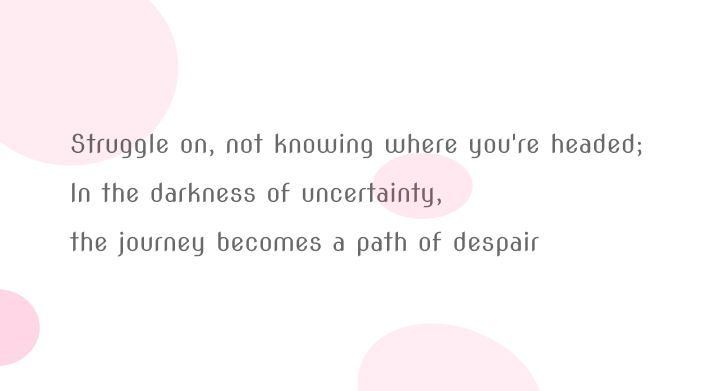 Struggle on, not knowing where you're headed;
In the darkness of uncertainty,
the journey becomes a path of despair